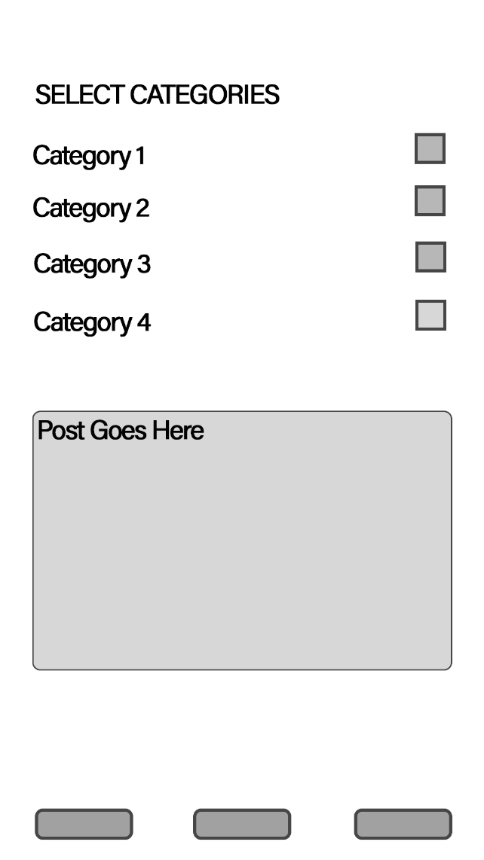 SELECT CATEGORIES
Category 1
Category 2
Category 3
Category 4
Post Goes Here